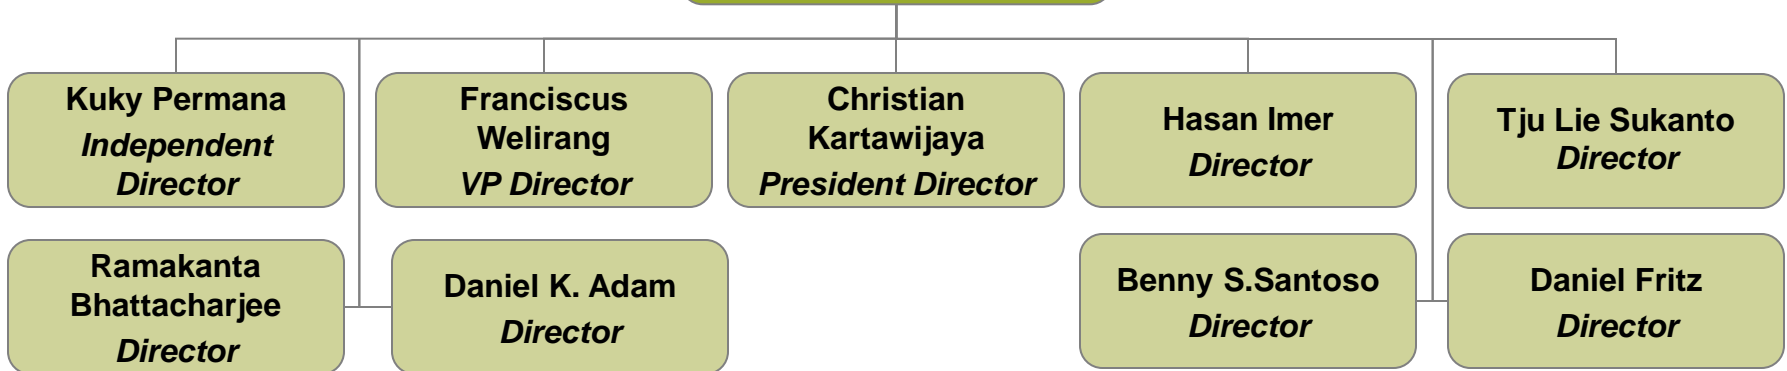 Kuky Permana
Independent
Director
Franciscus
Welirang
VP Director
Christian
Kartawijaya
President Director
Hasan Imer
Director
Tju Lie Sukanto
Director
Ramakanta
Bhattacharjee
Director
Daniel K. Adam
Director
Benny S.Santoso
Director
Daniel Fritz
Director